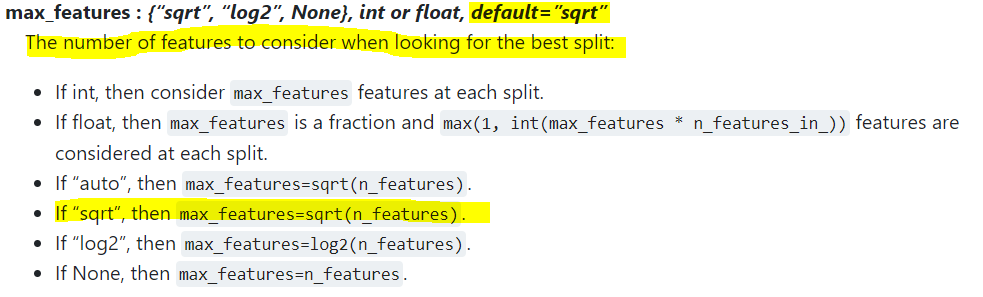 max_features : {“sqrt”, “log2”, None}, int or float, default=”sqrt”
The number of features to consider when looking for the best split:
• If int, then consider max_features features at each split.
• If float, then max_features is a fraction and max(1, int(max_features * n_features_in_)) features are
considered at each split.
• If “auto”, then max_features=sqrt(n_features).
• If “sqrt”, then max_features=sqrt(n_features).
• If “log2”, then max_features=log2(n_features).
• If None, then max_features=n_features.